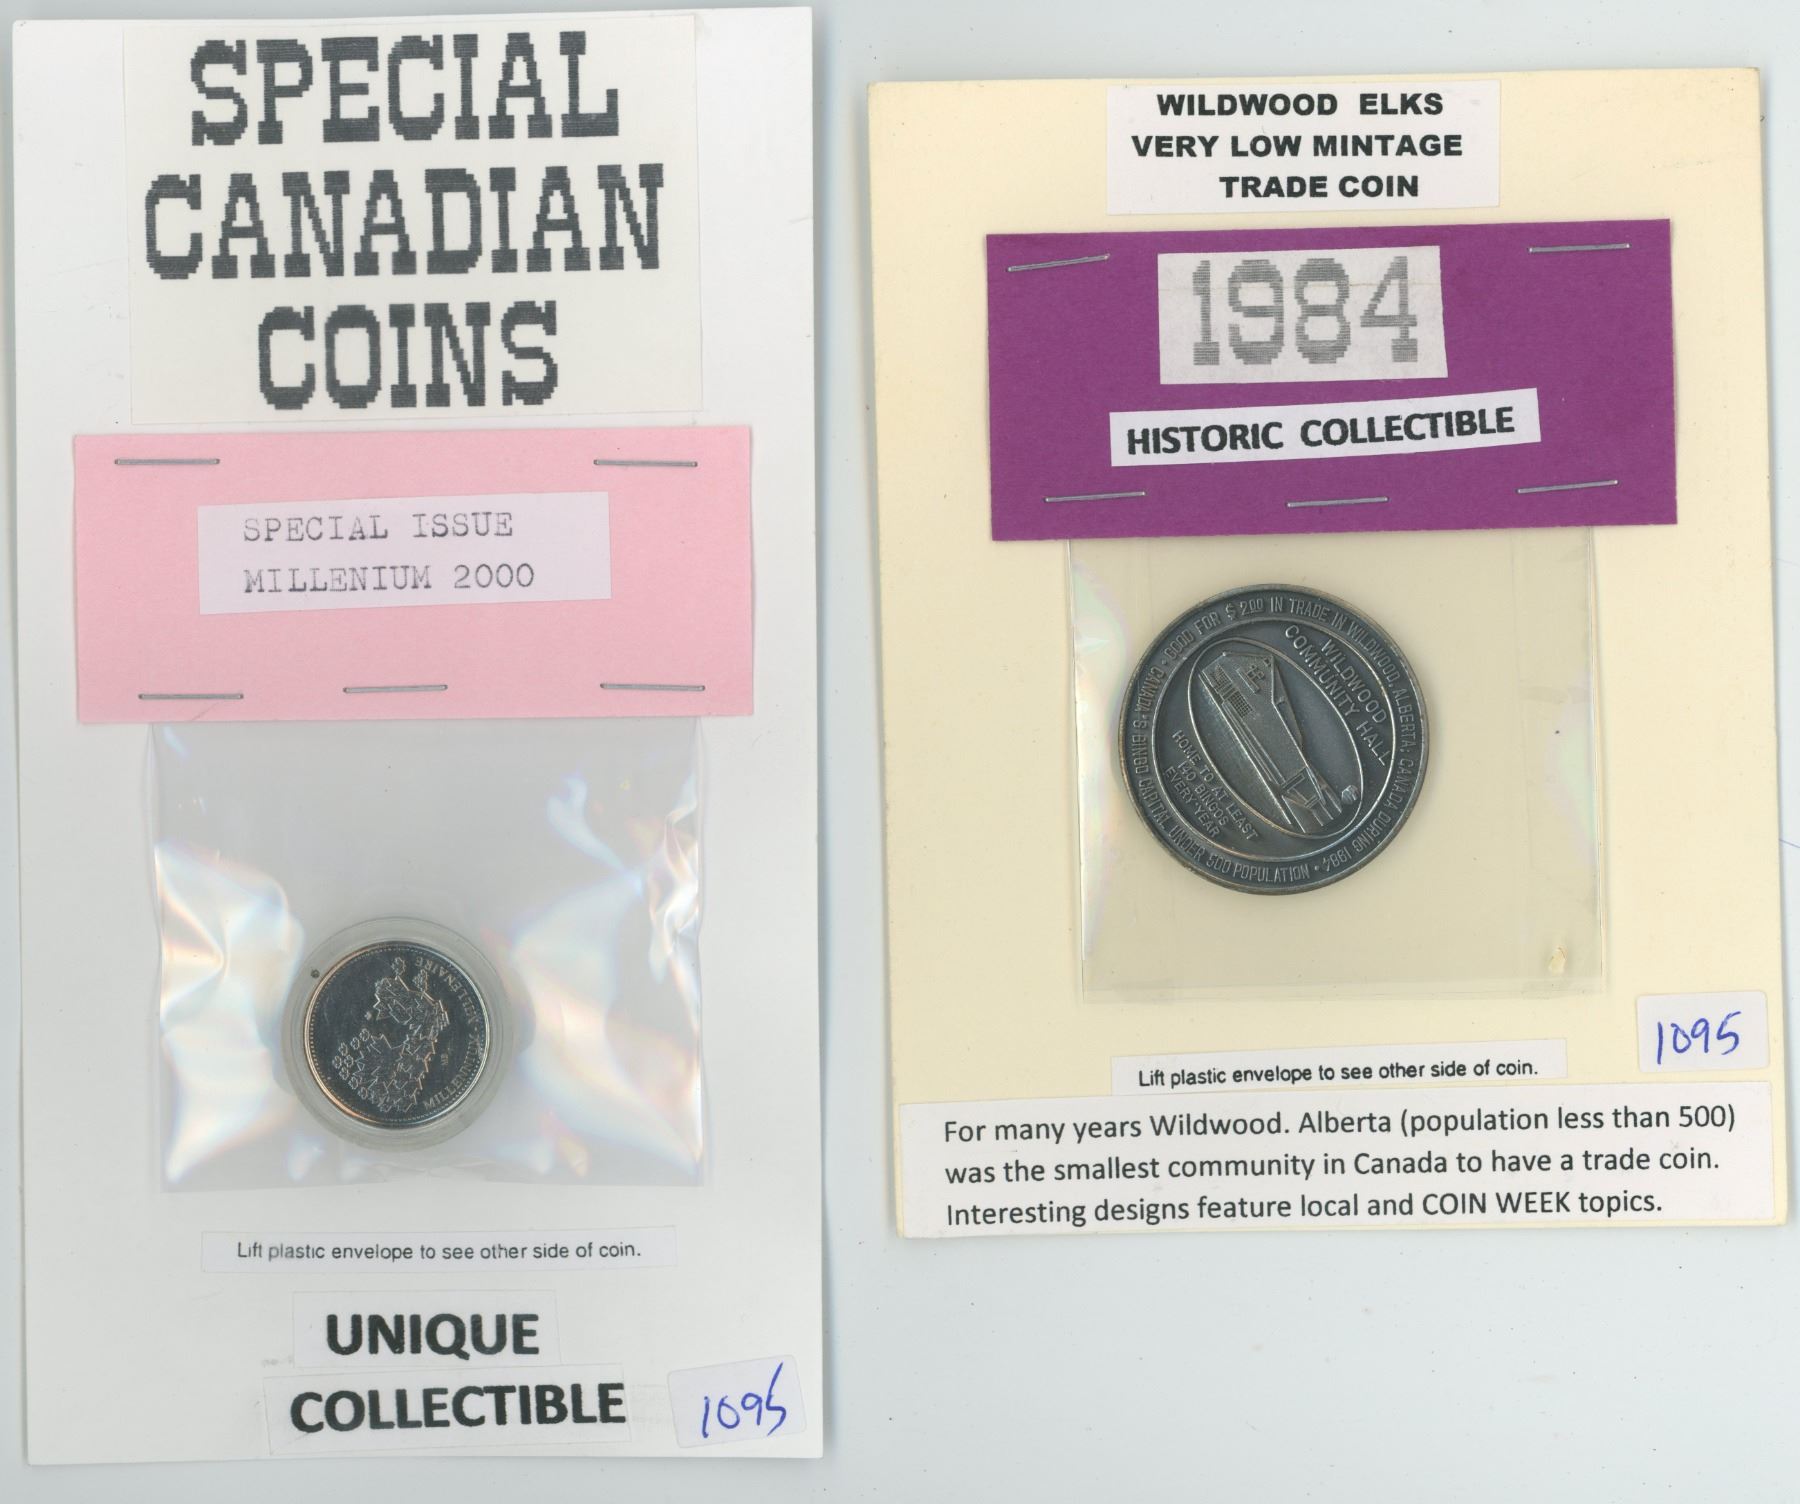 SPECIAL
CANADIAN
COINS
SPECIAL ISSUE
MILLENIUM 2000
MILLENNIUM · MILLÉNAIRE
Lift plastic envelope to see other side of coin.
UNIQUE
COLLECTIBLE
1095
WILDWOOD ELKS
VERY LOW MINTAGE
TRADE COIN
1984
HISTORIC COLLECTIBLE
GOOD FOR $2.00 IN TRADE IN WILDWOOD, ALBERTA; CANADA DURING 1984 •
CANADA'S BINGO CAPITAL UNDER 500 POPULATION •
WILDWOOD
COMMUNITY HALL
HOME TO AT LEAST
140 BINGOS
EVERY YEAR
1095
Lift plastic envelope to see other side of coin.
For many years Wildwood. Alberta (population less than 500)
was the smallest community in Canada to have a trade coin.
Interesting designs feature local and COIN WEEK topics.